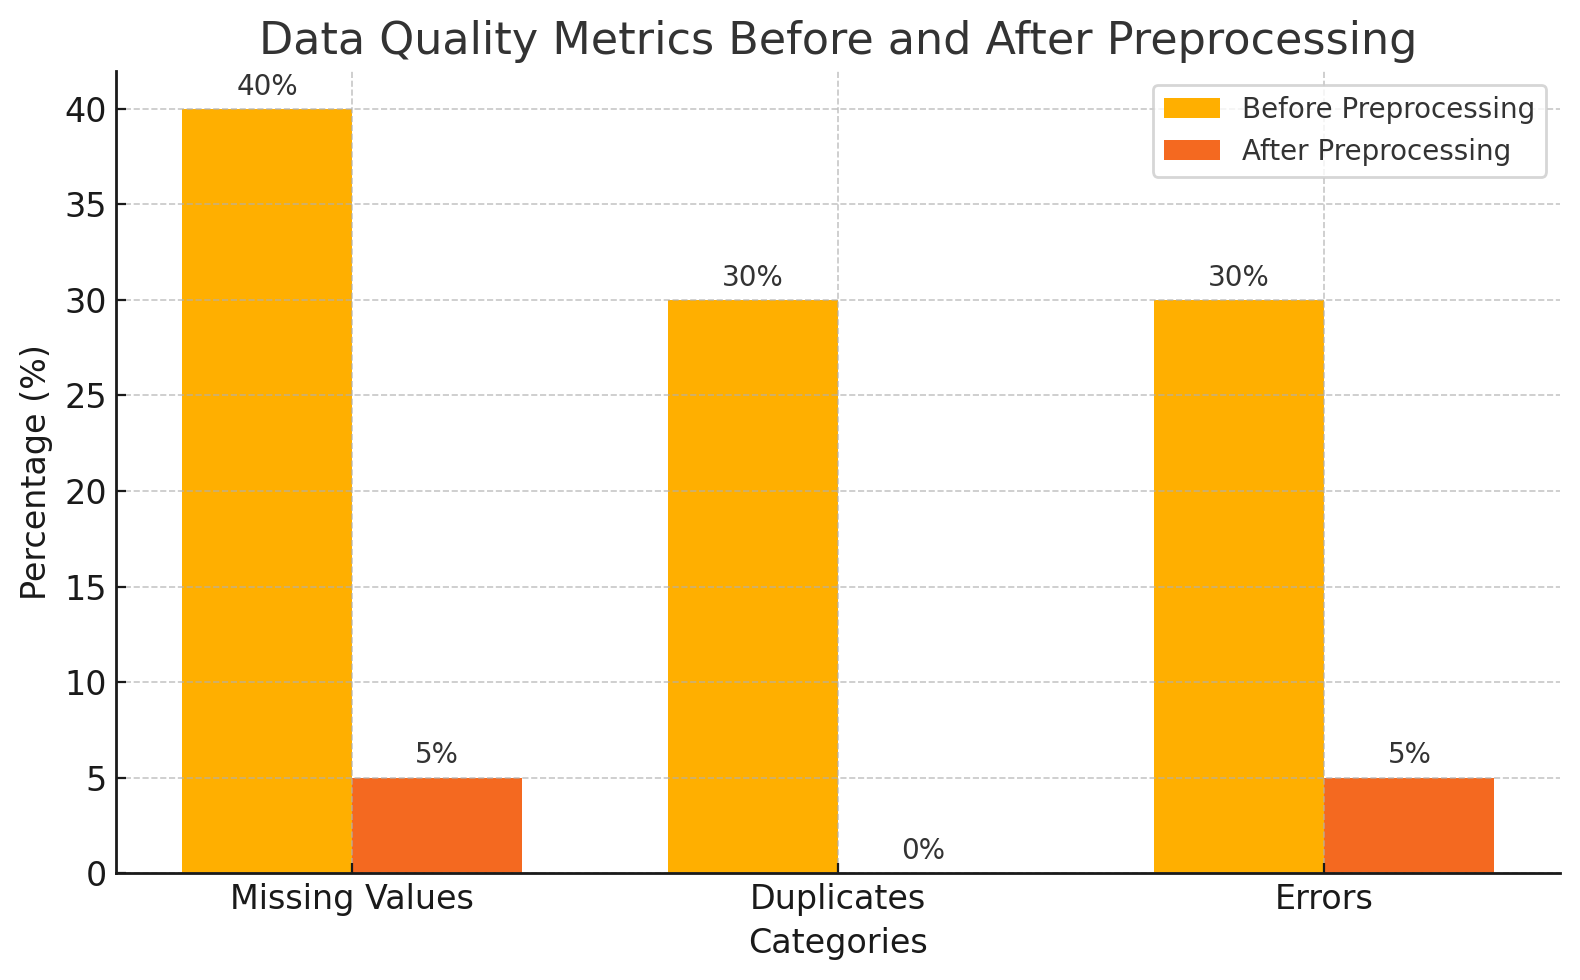 Data Quality Metrics Before and After Preprocessing
Before Preprocessing
After Preprocessing
Percentage (%)
40
35
30
25
20
15
10
5
0
40%
5%
30%
0%
30%
5%
Missing Values
Duplicates
Errors
Categories